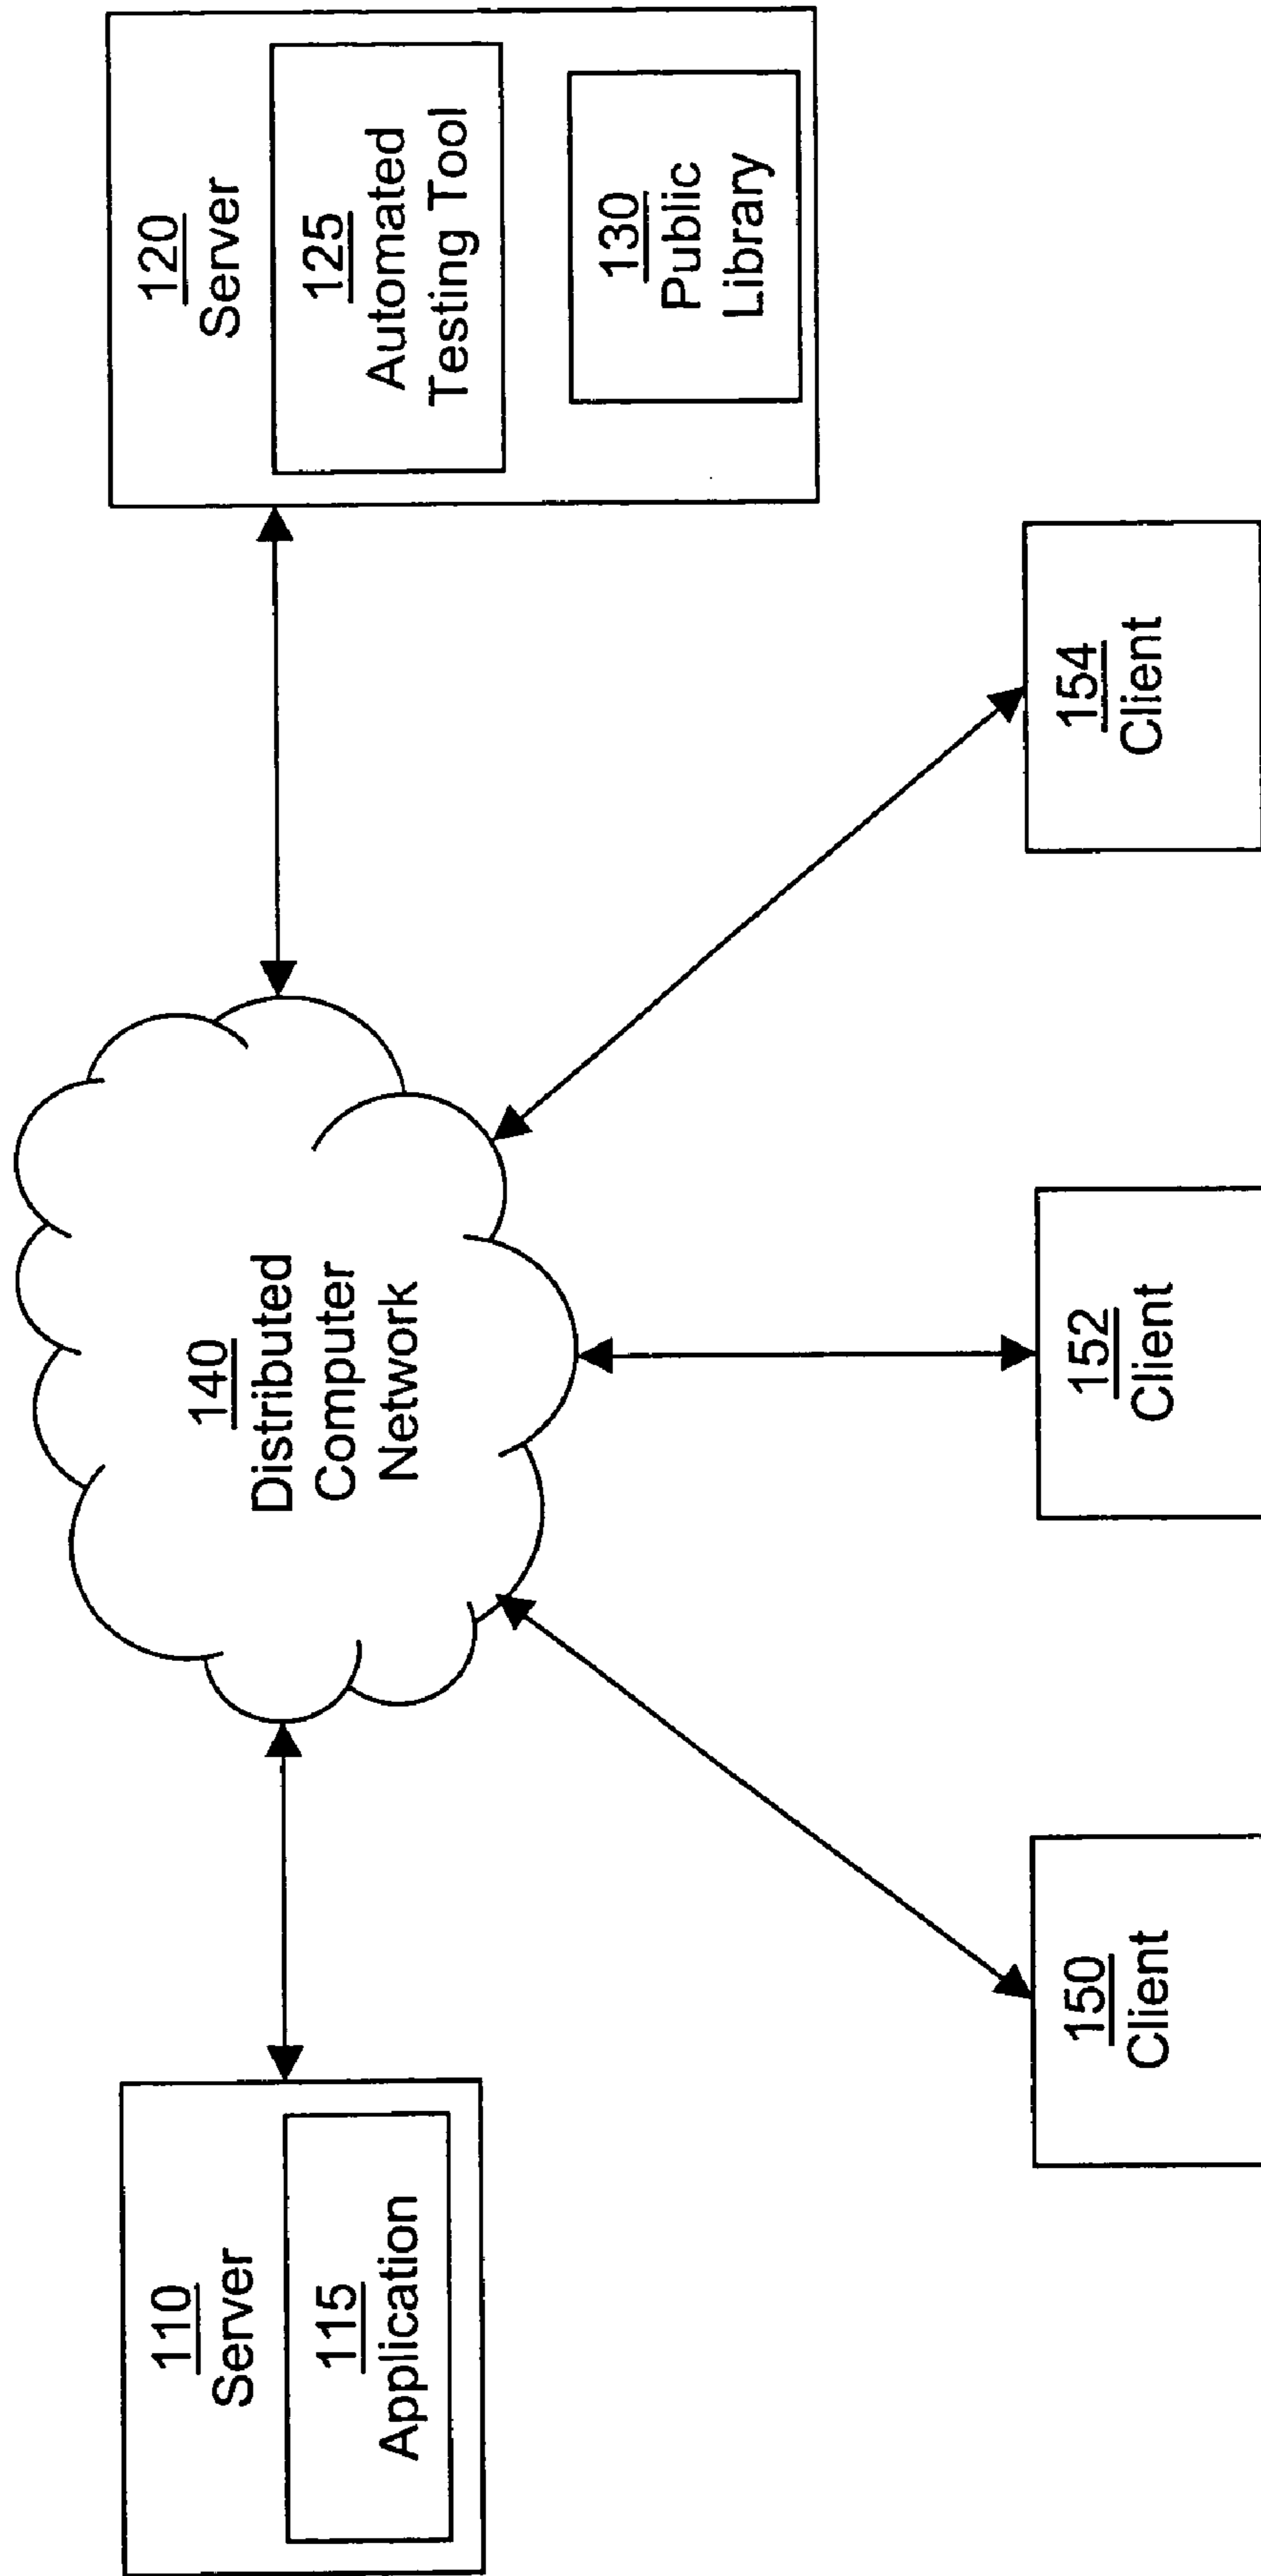 110
Server
115
Application
140
Distributed
Computer
Network
120
Server
125
Automated
Testing Tool
130
Public
Library
150
Client
152
Client
154
Client